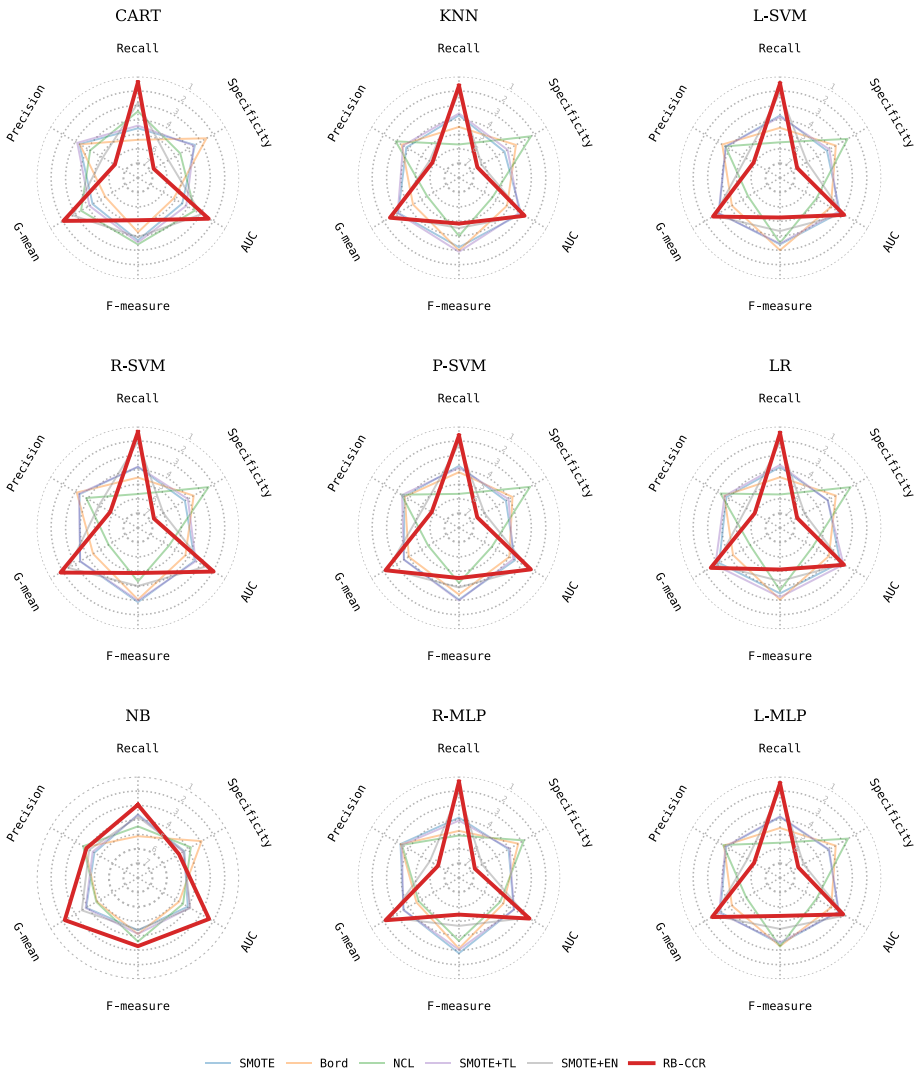 CART KNN L-SVM
Recall Recall Recall
Precision Specificity Precision Specificity Precision Specificity
G-mean AUC G-mean AUC G-mean AUC
F-measure F-measure F-measure
R-SVM P-SVM LR
Recall Recall Recall
Precision Specificity Precision Specificity Precision Specificity
G-mean AUC G-mean AUC G-mean AUC
F-measure F-measure F-measure
NB R-MLP L-MLP
Recall Recall Recall
Precision Specificity Precision Specificity Precision Specificity
G-mean AUC G-mean AUC G-mean AUC
F-measure F-measure F-measure
SMOTE Bord NCL SMOTE+TL SMOTE+EN RB-CCR